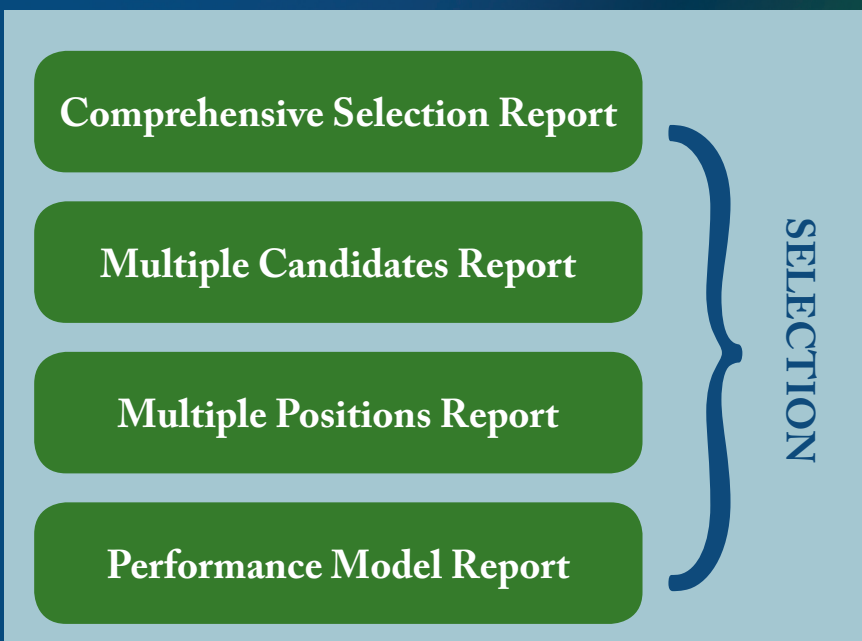 Comprehensive Selection Report
Multiple Candidates Report
Multiple Positions Report
Performance Model Report
SELECTION